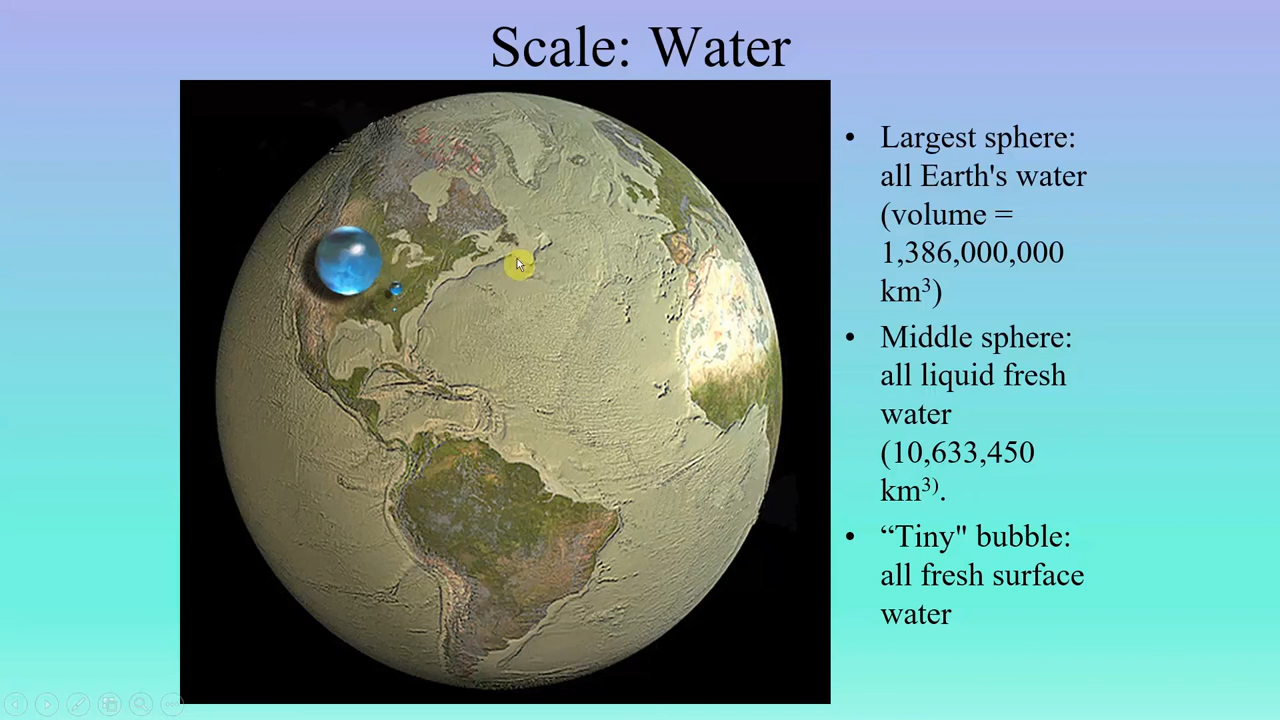 Scale: Water
• Largest sphere:
all Earth's water
(volume =
1,386,000,000
km³)
• Middle sphere:
all liquid fresh
water
(10,633,450
km³⁾.
• “Tiny" bubble:
all fresh surface
water